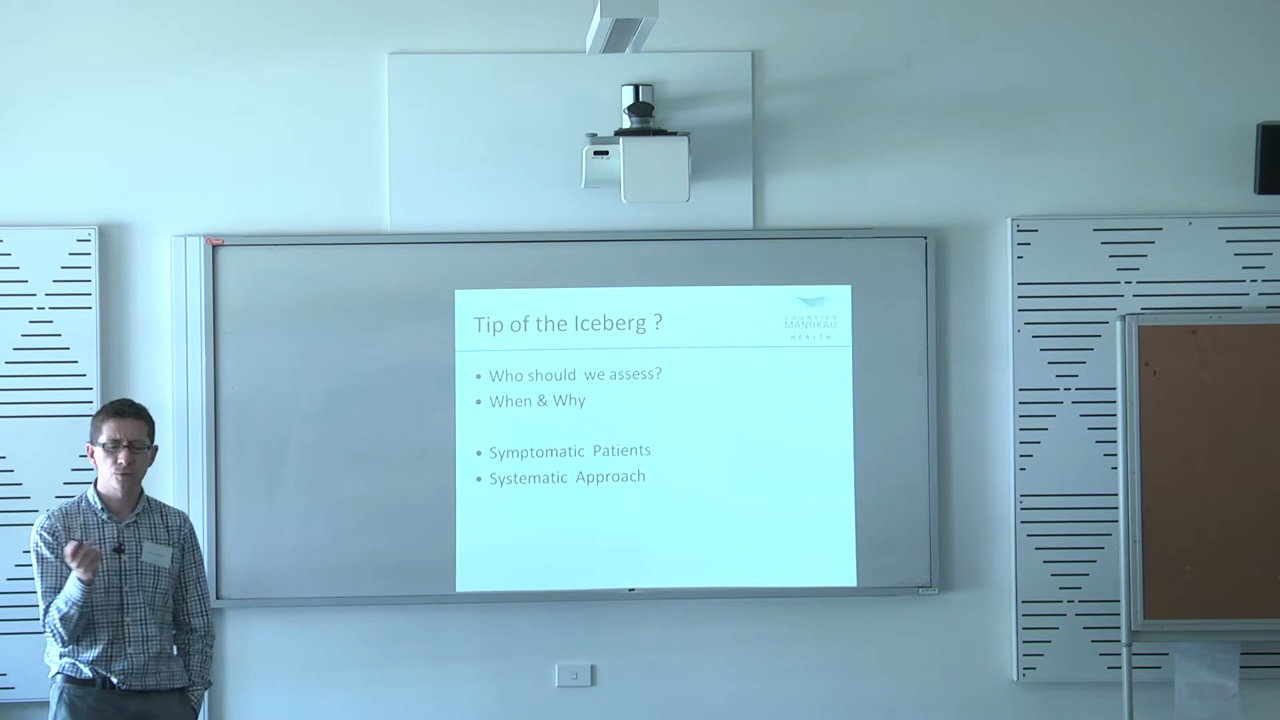 Tip of the Iceberg ?
COUNTIES
MANUKAU
HEALTH
• Who should we assess?
• When & Why
• Symptomatic Patients
• Systematic Approach